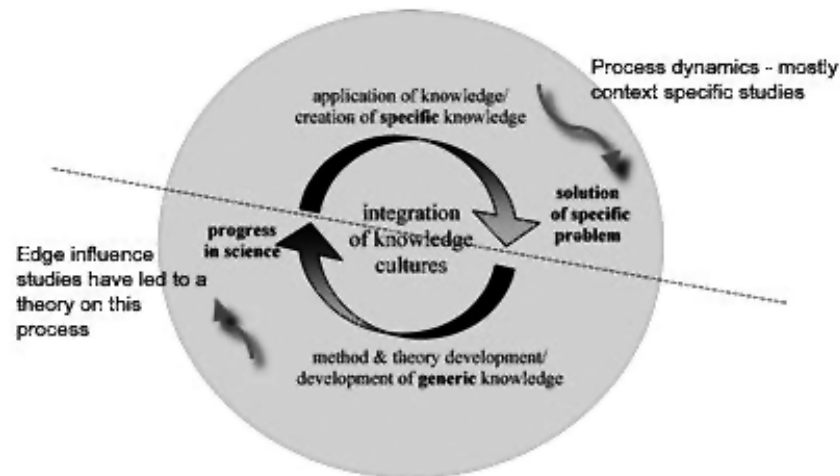 Process dynamics - mostly
context specific studies
application of knowledge/
creation of specific knowledge
solution
of specific
problem
integration
of knowledge
cultures
progress
in science
Edge influence
studies have led to a
theory on this
process
method & theory development/
development of generic knowledge